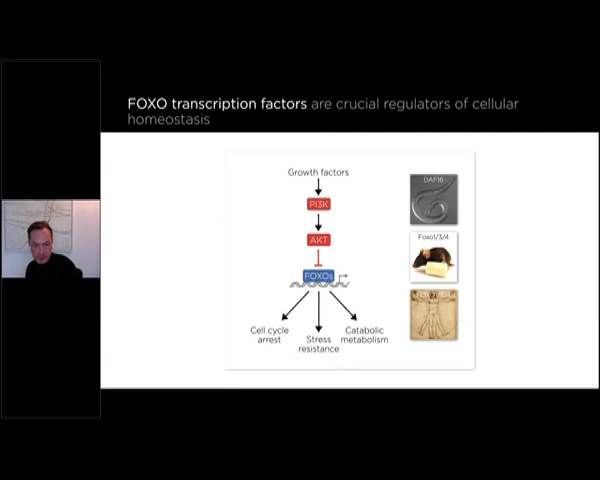 FOXO transcription factors are crucial regulators of cellular
homeostasis
Growth factors
PI3K
AKT
FOXOs
Cell cycle
arrest
Stress
resistance
Catabolic
metabolism
DAF16
Foxo1/3/4